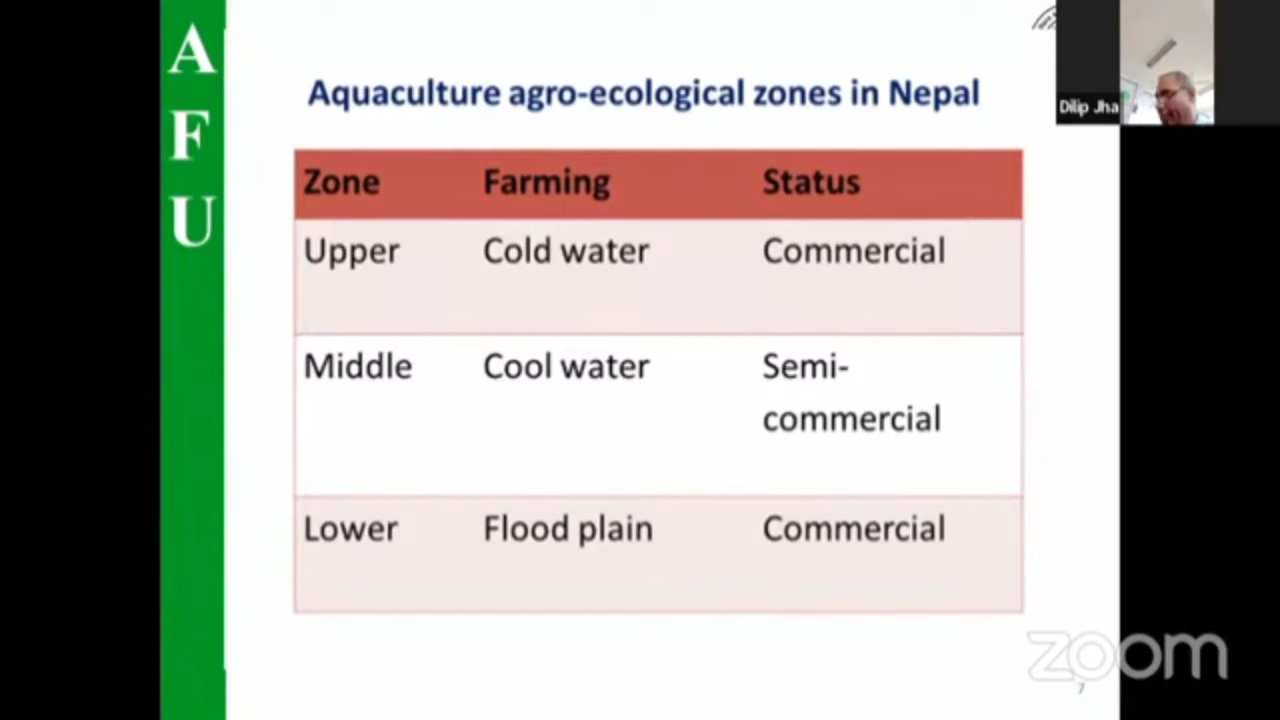 A
F
U
Aquaculture agro-ecological zones in Nepal
Zone Farming Status
Upper Cold water Commercial
Middle Cool water Semi-
commercial
Lower Flood plain Commercial
Dilip Jha
zoom
7